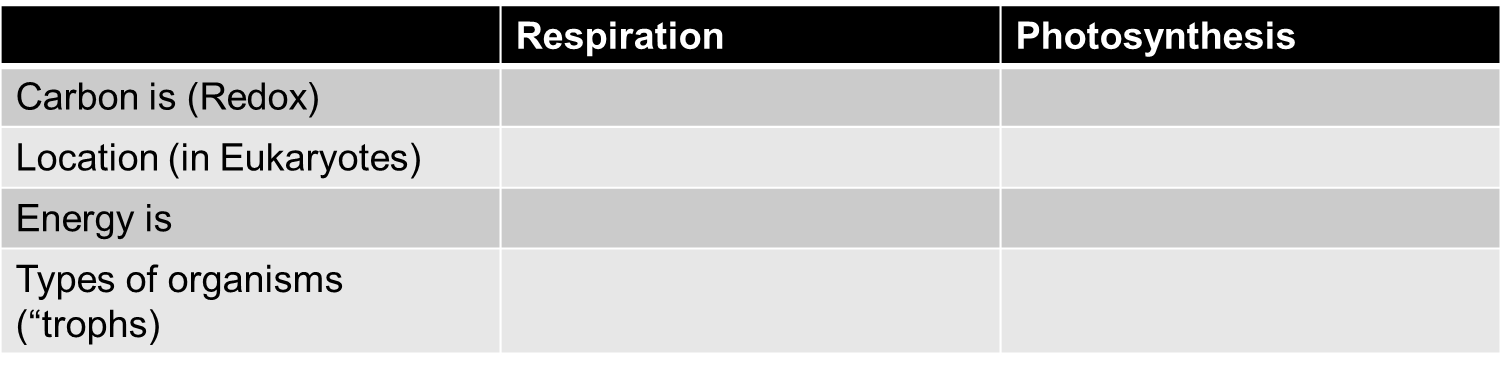 Respiration Photosynthesis
Carbon is (Redox)
Location (in Eukaryotes)
Energy is
Types of organisms
(“trophs)